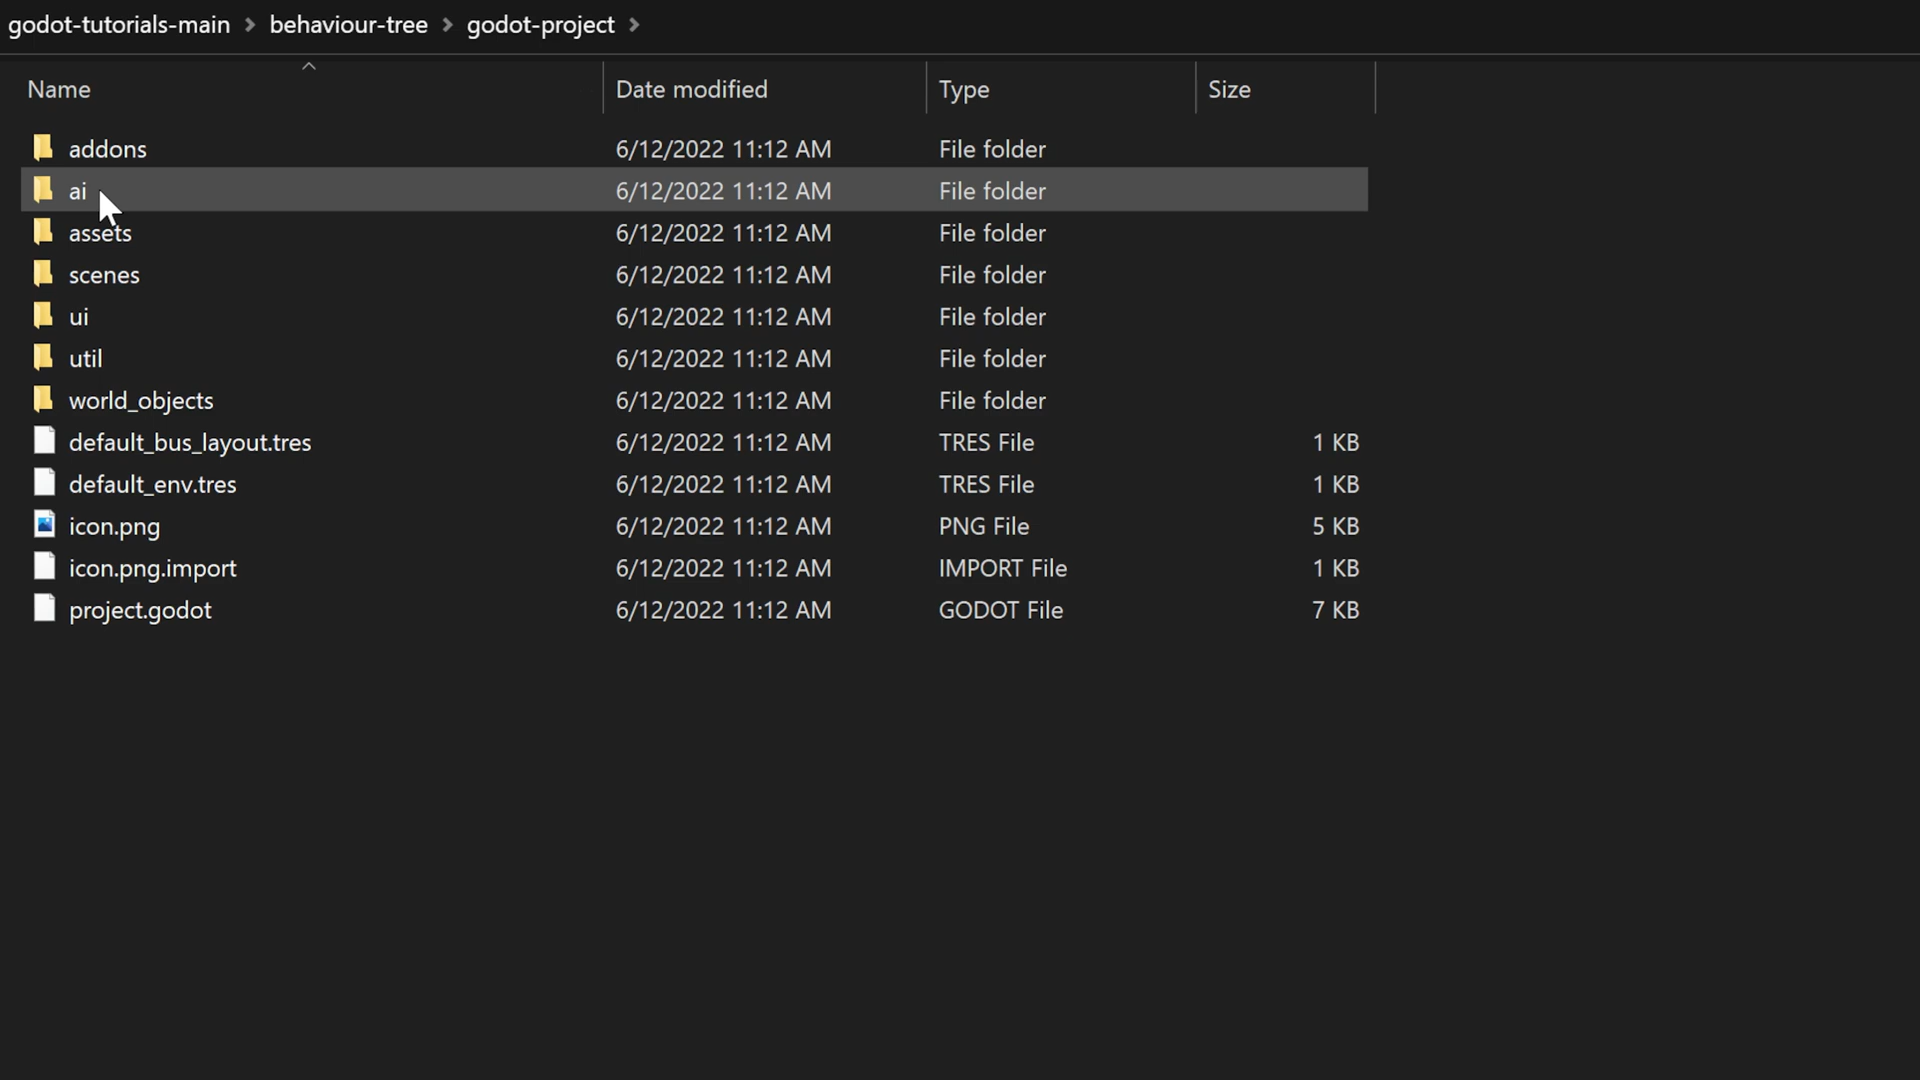 godot-tutorials-main > behaviour-tree > godot-project >
Name Date modified Type Size
addons 6/12/2022 11:12 AM File folder
ai 6/12/2022 11:12 AM File folder
assets 6/12/2022 11:12 AM File folder
scenes 6/12/2022 11:12 AM File folder
ui 6/12/2022 11:12 AM File folder
util 6/12/2022 11:12 AM File folder
world_objects 6/12/2022 11:12 AM File folder
default_bus_layout.tres 6/12/2022 11:12 AM TRES File 1 KB
default_env.tres 6/12/2022 11:12 AM TRES File 1 KB
icon.png 6/12/2022 11:12 AM PNG File 5 KB
icon.png.import 6/12/2022 11:12 AM IMPORT File 1 KB
project.godot 6/12/2022 11:12 AM GODOT File 7 KB